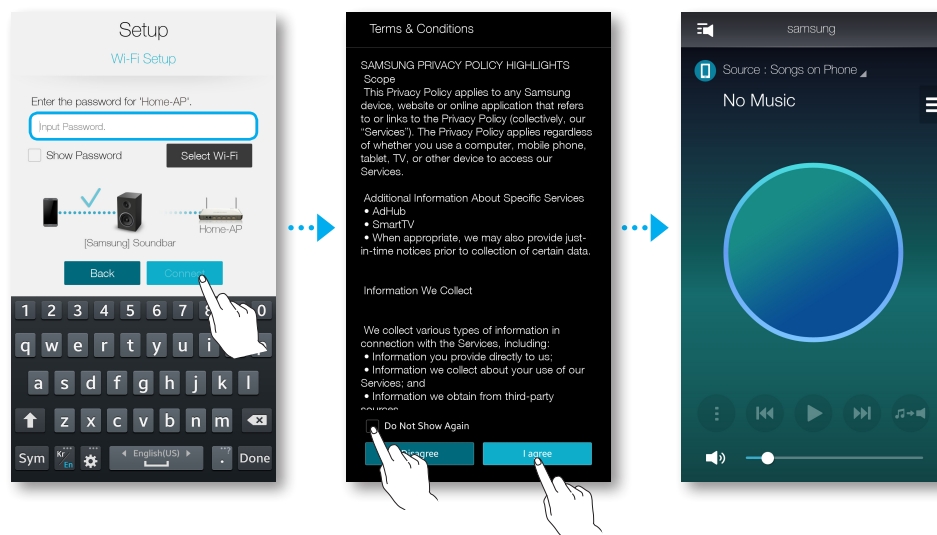 Setup
Wi-Fi Setup
Enter the password for 'Home-AP'.
Input Password.
Show Password
Select Wi-Fi
Home-AP
[Samsung] Soundbar
Back
Connect
1 2 3 4 5 6 7 8 0
q w e r t y u i p
a s d f g h j k l
z x c v b n m
Sym Kr En English(US) .?! Done
Terms & Conditions
SAMSUNG PRIVACY POLICY HIGHLIGHTS
Scope
This Privacy Policy applies to any Samsung
device, website or online application that refers
to or links to the Privacy Policy (collectively, our
“Services”). The Privacy Policy applies regardless
of whether you use a computer, mobile phone,
tablet, TV, or other device to access our
Services.
Additional Information About Specific Services
• AdHub
• SmartTV
• When appropriate, we may also provide just-
in-time notices prior to collection of certain data.
Information We Collect
We collect various types of information in
connection with the Services, including:
• Information you provide directly to us;
• Information we collect about your use of our
Services; and
• Information we obtain from third-party
sources
Do Not Show Again
Disagree
I agree
samsung
Source : Songs on Phone
No Music